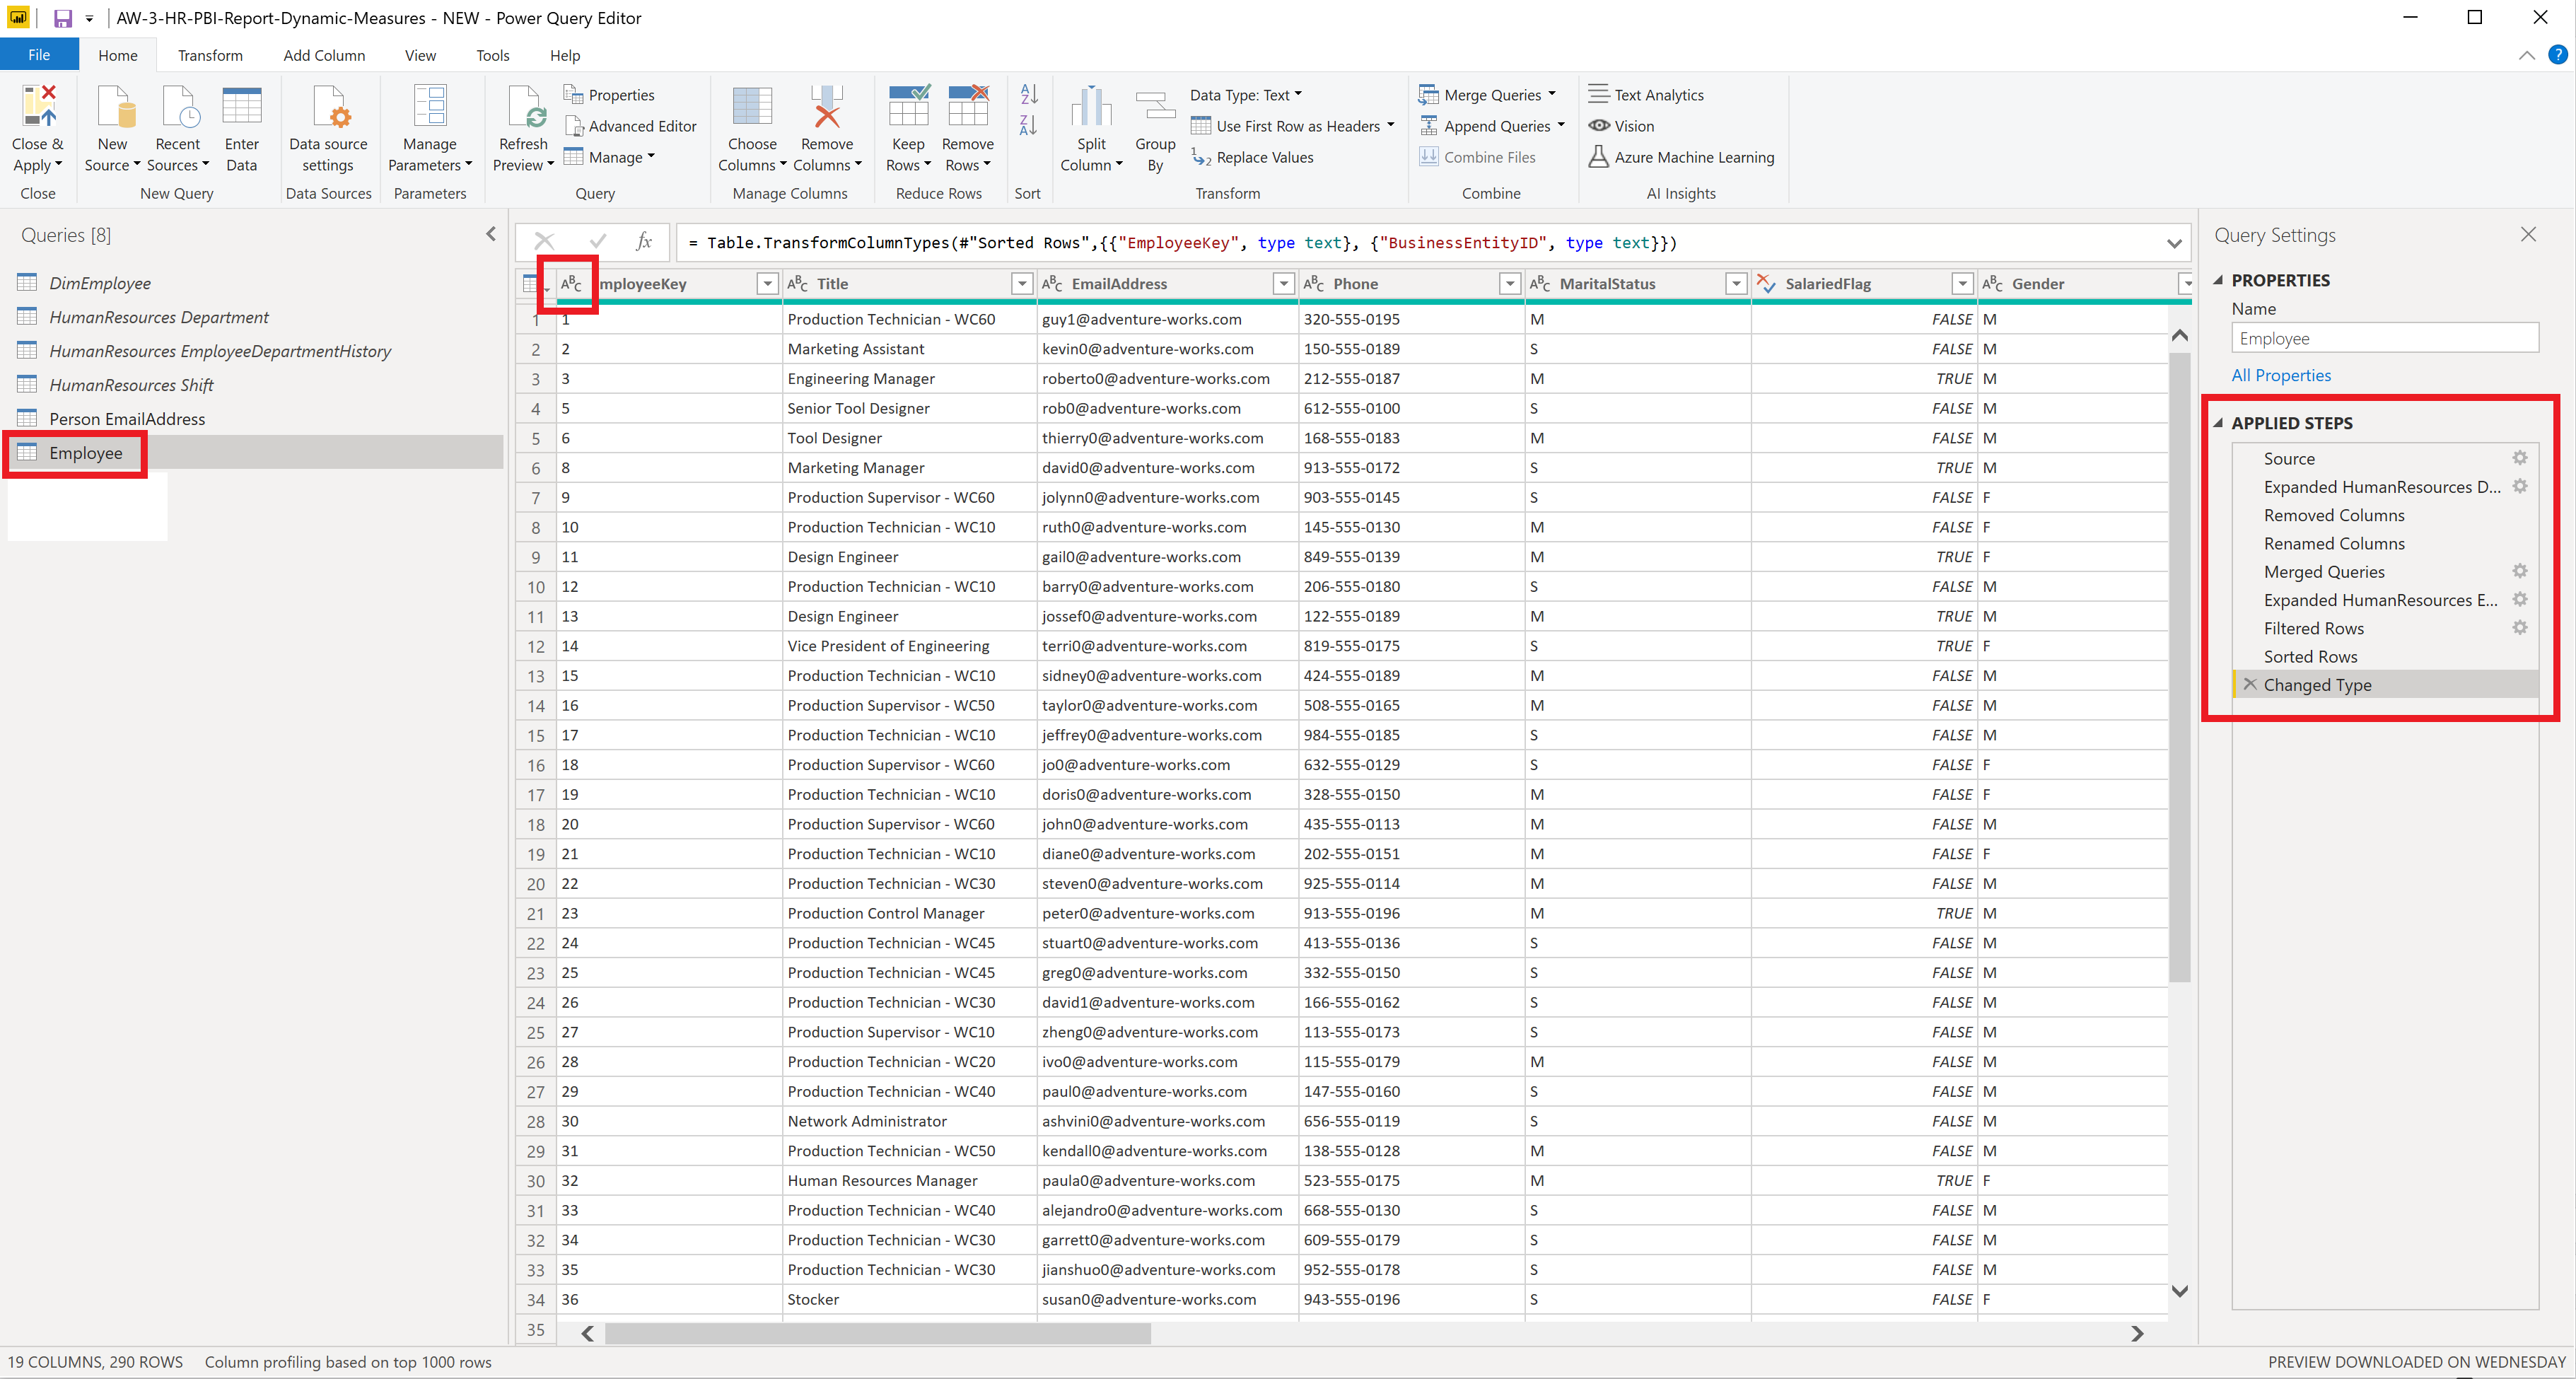 AW-3-HR-PBI-Report-Dynamic-Measures - NEW - Power Query Editor
File Home Transform Add Column View Tools Help
Close & Apply
New Source
Recent Sources
Enter Data
Data source settings
Manage Parameters
Refresh Preview
Properties
Advanced Editor
Manage
Choose Columns
Remove Columns
Keep Rows
Remove Rows
Split Column
Group By
Data Type: Text
Use First Row as Headers
Replace Values
Merge Queries
Append Queries
Combine Files
Text Analytics
Vision
Azure Machine Learning
Close New Query Data Sources Parameters Query Manage Columns Reduce Rows Sort Transform Combine AI Insights
Queries [8]
DimEmployee
HumanResources Department
HumanResources EmployeeDepartmentHistory
HumanResources Shift
Person EmailAddress
Employee
fx = Table.TransformColumnTypes(#"Sorted Rows",{{"EmployeeKey", type text}, {"BusinessEntityID", type text}})
ABC mployeeKey ABC Title ABC EmailAddress ABC Phone ABC MaritalStatus SalariedFlag ABC Gender
1 1 Production Technician - WC60 guy1@adventure-works.com 320-555-0195 M FALSE M
2 2 Marketing Assistant kevin0@adventure-works.com 150-555-0189 S FALSE M
3 3 Engineering Manager roberto0@adventure-works.com 212-555-0187 M TRUE M
4 5 Senior Tool Designer rob0@adventure-works.com 612-555-0100 S FALSE M
5 6 Tool Designer thierry0@adventure-works.com 168-555-0183 M FALSE M
6 8 Marketing Manager david0@adventure-works.com 913-555-0172 S TRUE M
7 9 Production Supervisor - WC60 jolynn0@adventure-works.com 903-555-0145 S FALSE F
8 10 Production Technician - WC10 ruth0@adventure-works.com 145-555-0130 M FALSE F
9 11 Design Engineer gail0@adventure-works.com 849-555-0139 M TRUE F
10 12 Production Technician - WC10 barry0@adventure-works.com 206-555-0180 S FALSE M
11 13 Design Engineer jossef0@adventure-works.com 122-555-0189 M TRUE M
12 14 Vice President of Engineering terri0@adventure-works.com 819-555-0175 S TRUE F
13 15 Production Technician - WC10 sidney0@adventure-works.com 424-555-0189 M FALSE M
14 16 Production Supervisor - WC50 taylor0@adventure-works.com 508-555-0165 M FALSE M
15 17 Production Technician - WC10 jeffrey0@adventure-works.com 984-555-0185 S FALSE M
16 18 Production Supervisor - WC60 jo0@adventure-works.com 632-555-0129 S FALSE F
17 19 Production Technician - WC10 doris0@adventure-works.com 328-555-0150 M FALSE F
18 20 Production Supervisor - WC60 john0@adventure-works.com 435-555-0113 M FALSE M
19 21 Production Technician - WC10 diane0@adventure-works.com 202-555-0151 M FALSE F
20 22 Production Technician - WC30 steven0@adventure-works.com 925-555-0114 M FALSE M
21 23 Production Control Manager peter0@adventure-works.com 913-555-0196 M TRUE M
22 24 Production Technician - WC45 stuart0@adventure-works.com 413-555-0136 S FALSE M
23 25 Production Technician - WC45 greg0@adventure-works.com 332-555-0150 S FALSE M
24 26 Production Technician - WC30 david1@adventure-works.com 166-555-0162 S FALSE M
25 27 Production Supervisor - WC10 zheng0@adventure-works.com 113-555-0173 S FALSE M
26 28 Production Technician - WC20 ivo0@adventure-works.com 115-555-0179 M FALSE M
27 29 Production Technician - WC40 paul0@adventure-works.com 147-555-0160 S FALSE M
28 30 Network Administrator ashvini0@adventure-works.com 656-555-0119 S FALSE M
29 31 Production Technician - WC50 kendall0@adventure-works.com 138-555-0128 M FALSE M
30 32 Human Resources Manager paula0@adventure-works.com 523-555-0175 M TRUE F
31 33 Production Technician - WC40 alejandro0@adventure-works.com 668-555-0130 S FALSE M
32 34 Production Technician - WC30 garrett0@adventure-works.com 609-555-0179 S FALSE M
33 35 Production Technician - WC30 jianshuo0@adventure-works.com 952-555-0178 S FALSE M
34 36 Stocker susan0@adventure-works.com 943-555-0196 S FALSE F
35
Query Settings
PROPERTIES
Name
Employee
All Properties
APPLIED STEPS
Source
Expanded HumanResources D...
Removed Columns
Renamed Columns
Merged Queries
Expanded HumanResources E...
Filtered Rows
Sorted Rows
Changed Type
19 COLUMNS, 290 ROWS Column profiling based on top 1000 rows PREVIEW DOWNLOADED ON WEDNESDAY